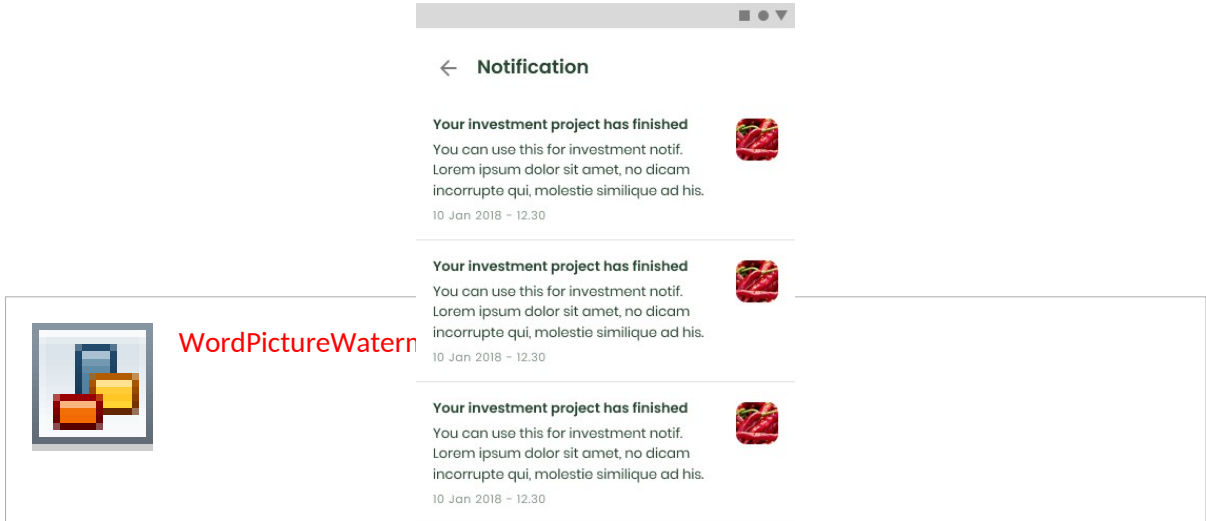 Notification
Your investment project has finished
You can use this for investment notif.
Lorem ipsum dolor sit amet, no dicam
incorrupte qui, molestie similique ad his.
10 Jan 2018 - 12.30
Your investment project has finished
You can use this for investment notif.
Lorem ipsum dolor sit amet, no dicam
incorrupte qui, molestie similique ad his.
10 Jan 2018 - 12.30
WordPictureWater
Your investment project has finished
You can use this for investment notif.
Lorem ipsum dolor sit amet, no dicam
incorrupte qui, molestie similique ad his.
10 Jan 2018 - 12.30